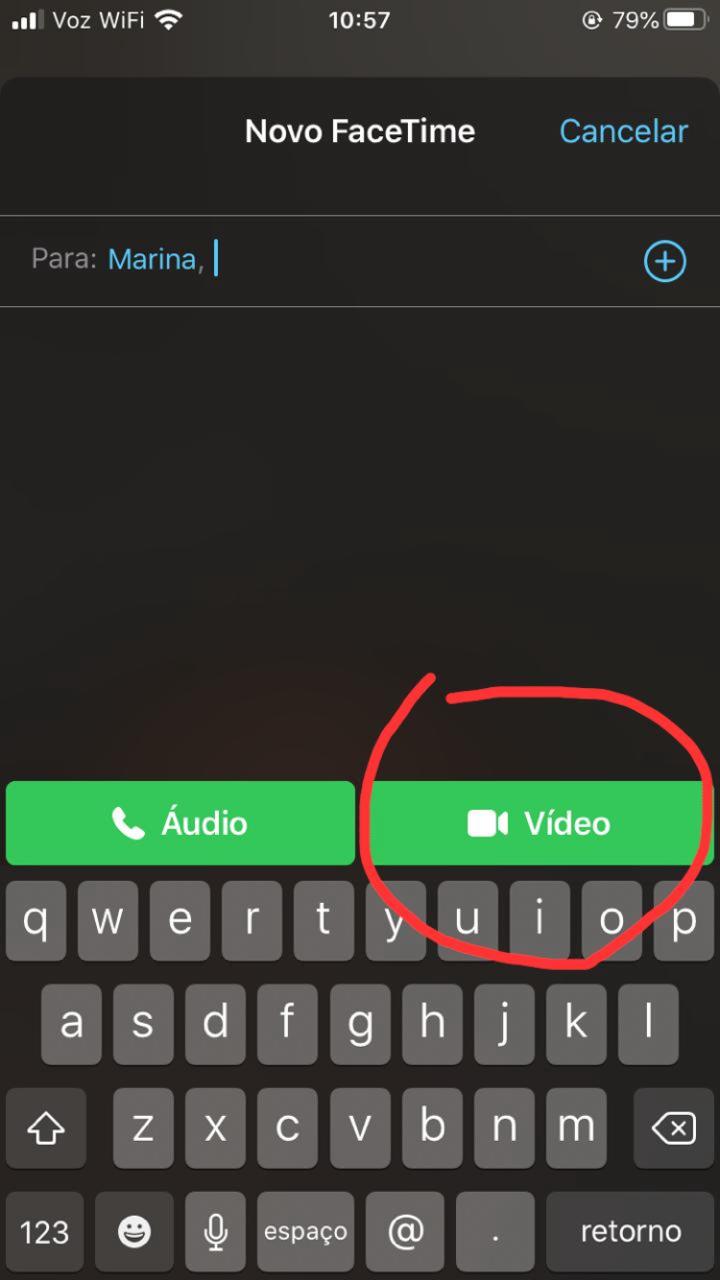 Voz WiFi 10:57 79%
Novo FaceTime Cancelar
Para: Marina,
Áudio Vídeo
q w e r t y u i o p
a s d f g h j k l
z x c v b n m
123 espaço @ . retorno